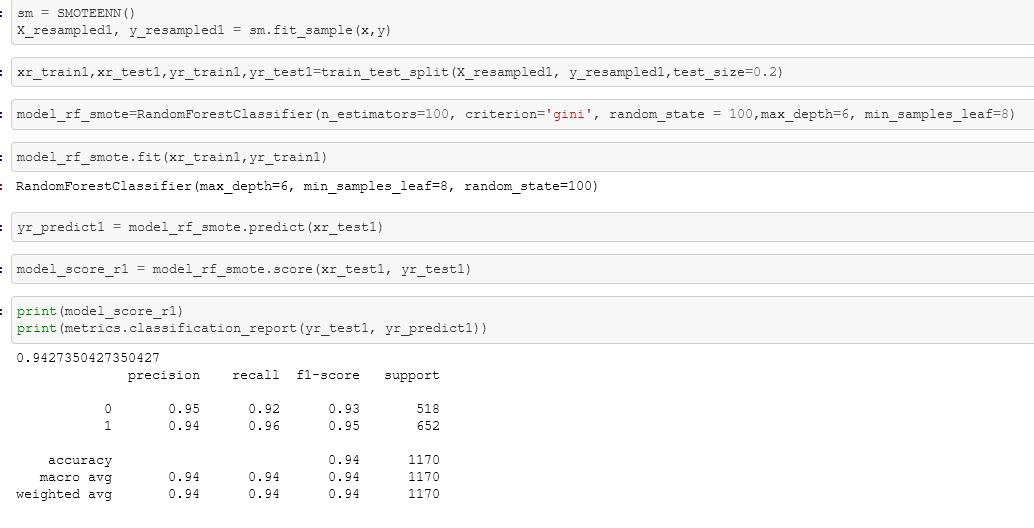 sm = SMOTEENN()
X_resampled1, y_resampled1 = sm.fit_sample(x,y)
xr_train1,xr_test1,yr_train1,yr_test1=train_test_split(X_resampled1, y_resampled1,test_size=0.2)
model_rf_smote=RandomForestClassifier(n_estimators=100, criterion='gini', random_state = 100,max_depth=6, min_samples_leaf=8)
model_rf_smote.fit(xr_train1,yr_train1)
RandomForestClassifier(max_depth=6, min_samples_leaf=8, random_state=100)
yr_predict1 = model_rf_smote.predict(xr_test1)
model_score_r1 = model_rf_smote.score(xr_test1, yr_test1)
print(model_score_r1)
print(metrics.classification_report(yr_test1, yr_predict1))
0.9427350427350427
precision recall f1-score support
0 0.95 0.92 0.93 518
1 0.94 0.96 0.95 652
accuracy 0.94 1170
macro avg 0.94 0.94 0.94 1170
weighted avg 0.94 0.94 0.94 1170